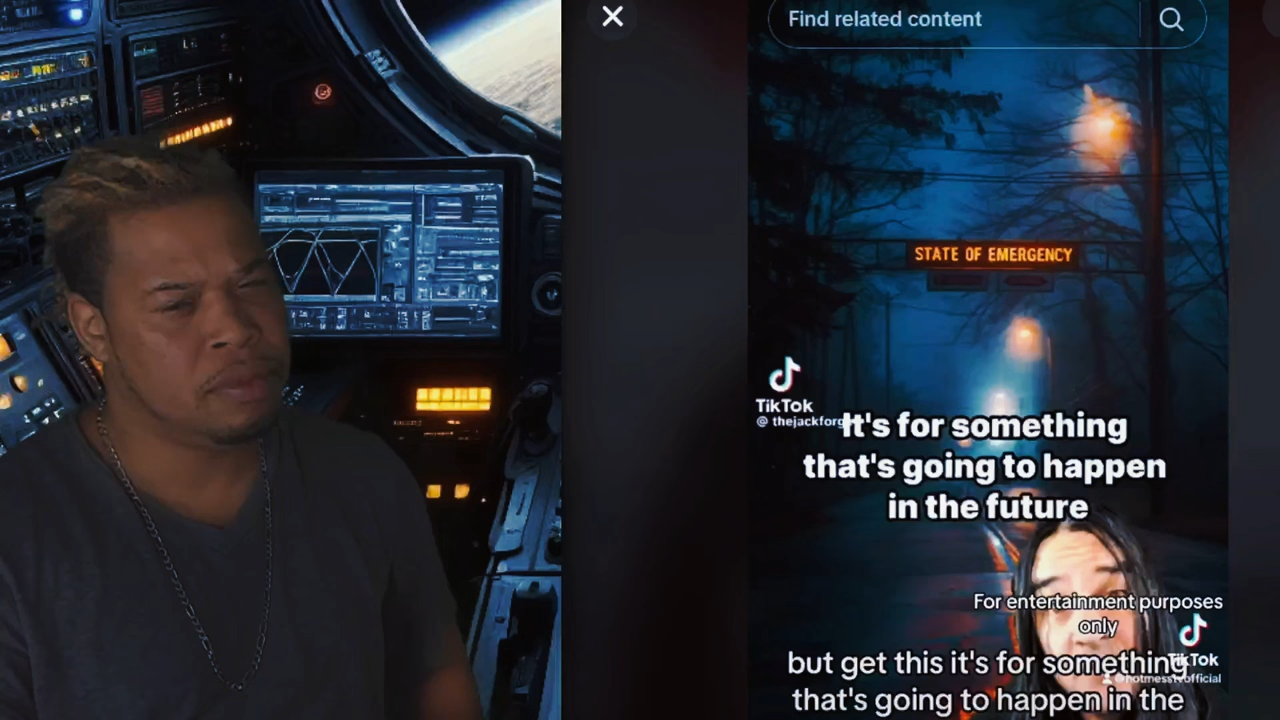 Find related content
STATE OF EMERGENCY
TikTok
@ thejackforg
It's for something
that's going to happen
in the future
For entertainment purposes
only
TikTok
@hotmesstvofficial
but get this it's for something
that's going to happen in the